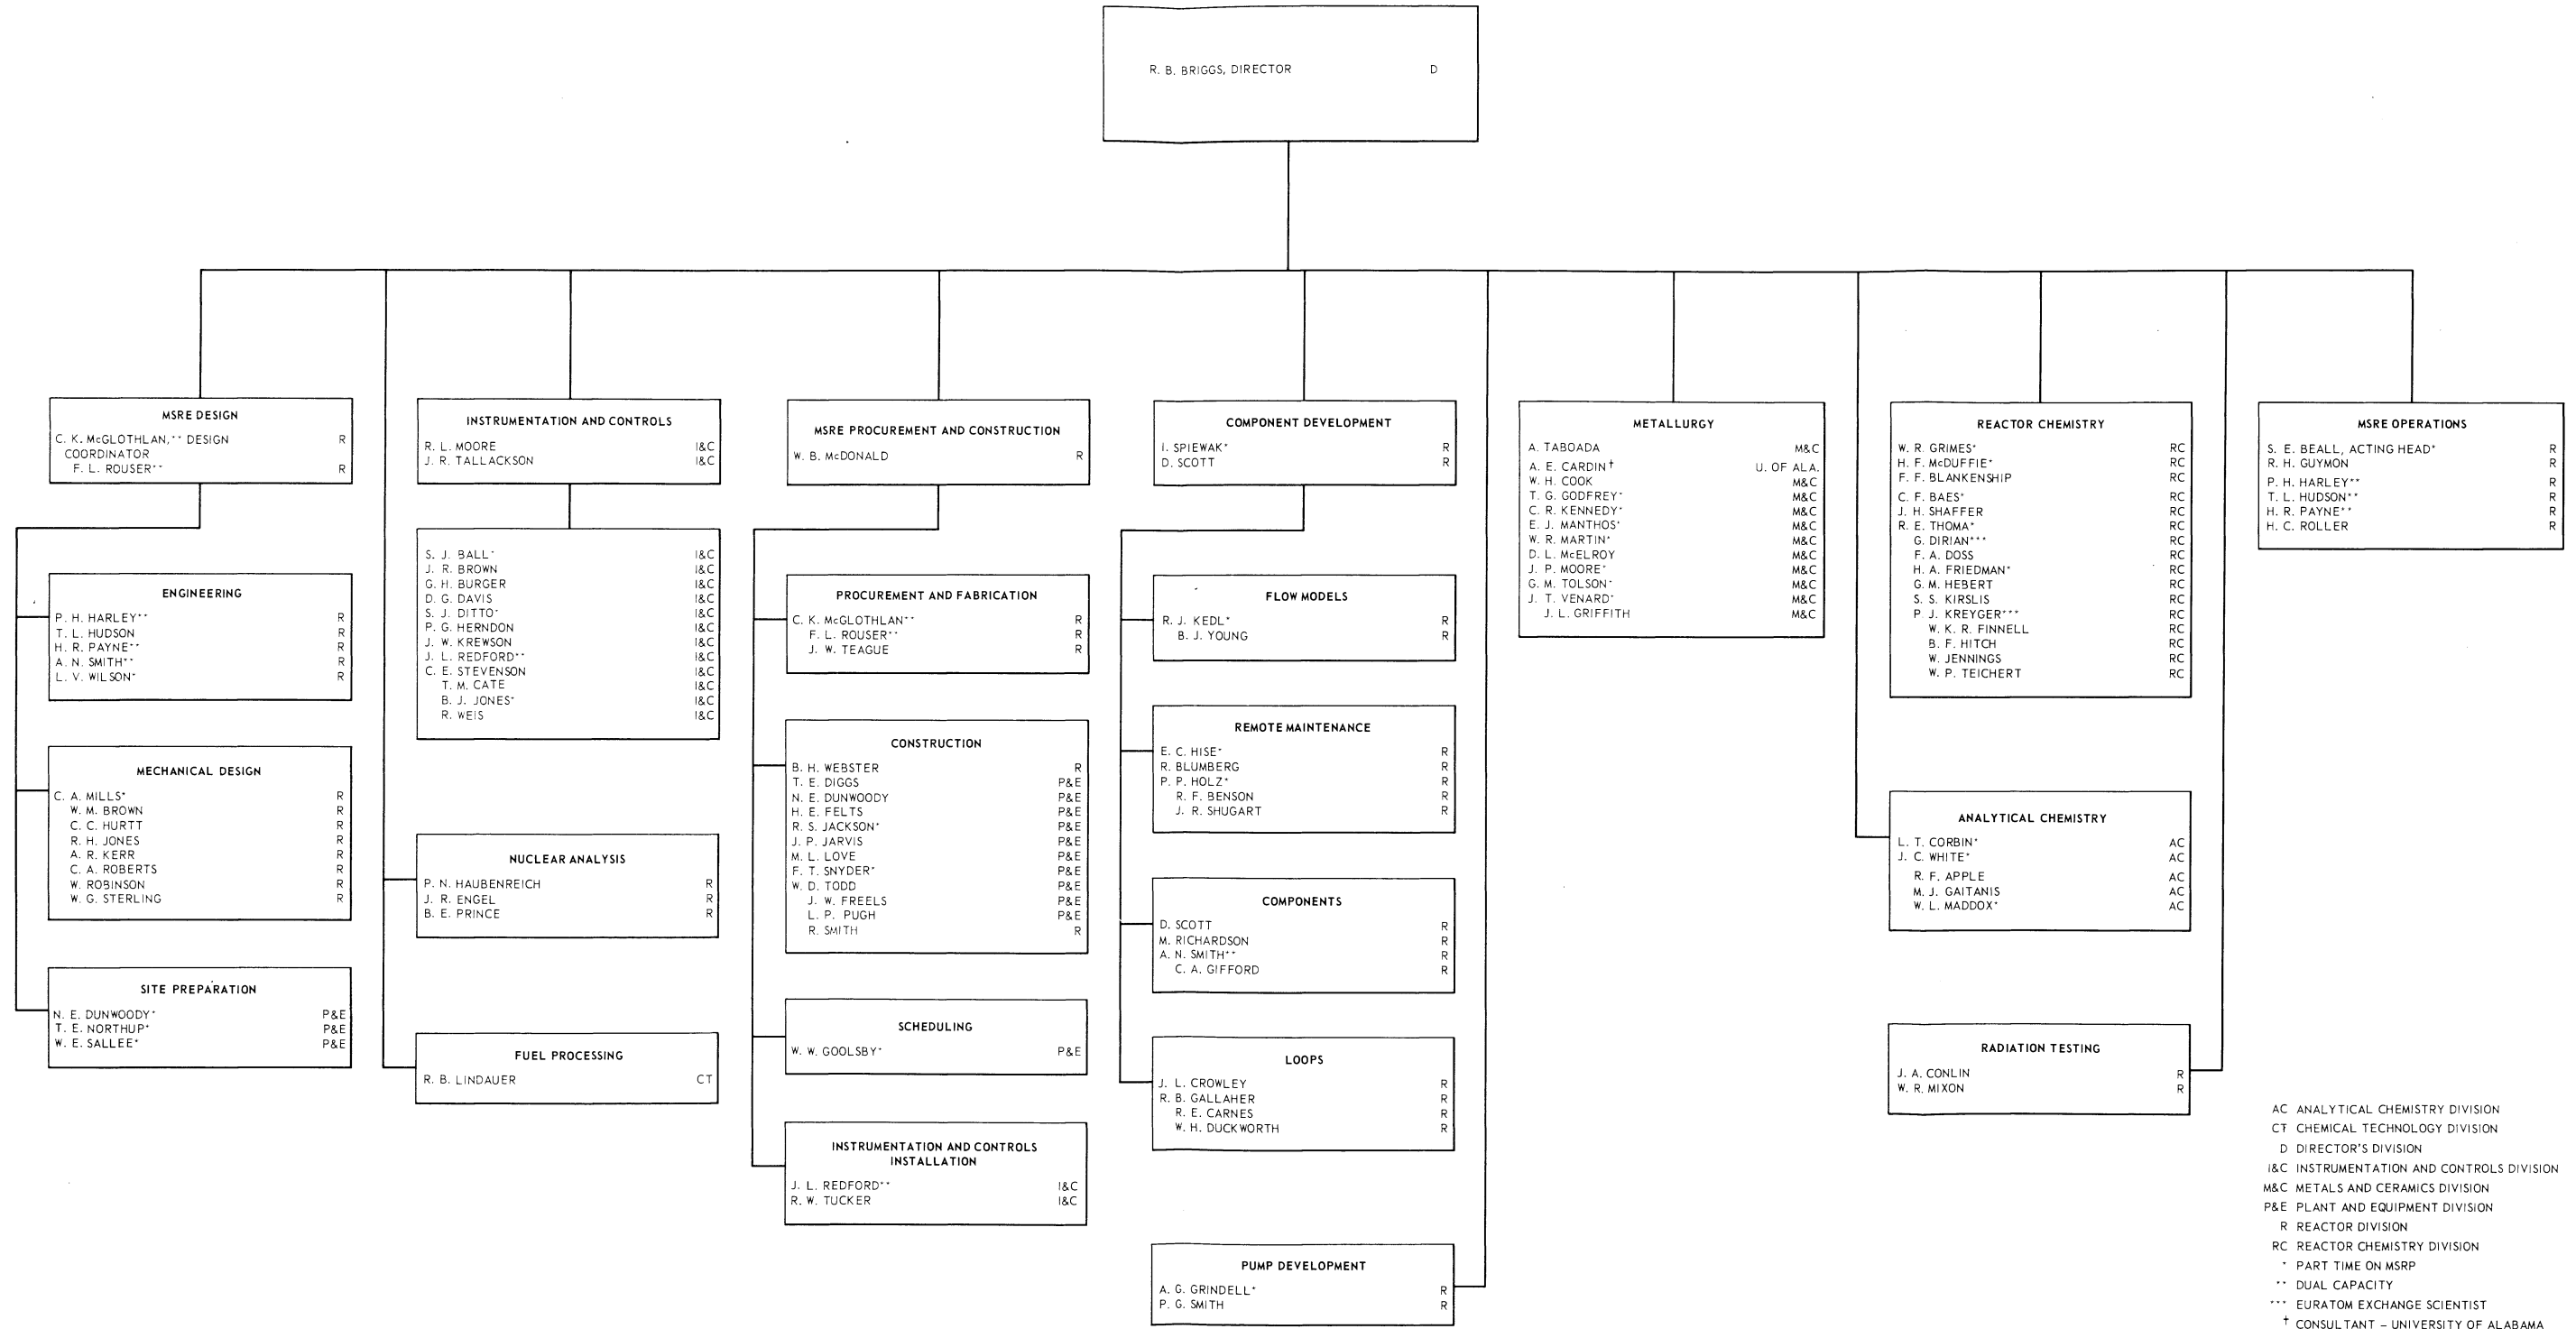 R. B. BRIGGS, DIRECTOR D
MSRE DESIGN
C. K. McGLOTHLAN,** DESIGN R
COORDINATOR
F. L. ROUSER** R
ENGINEERING
P. H. HARLEY** R
T. L. HUDSON R
H. R. PAYNE** R
A. N. SMITH** R
L. V. WILSON* R
MECHANICAL DESIGN
C. A. MILLS* R
W. M. BROWN R
C. C. HURTT R
R. H. JONES R
A. R. KERR R
C. A. ROBERTS R
W. ROBINSON R
W. G. STERLING R
SITE PREPARATION
N. E. DUNWOODY* P&E
T. E. NORTHUP* P&E
W. E. SALLEE* P&E
INSTRUMENTATION AND CONTROLS
R. L. MOORE I&C
J. R. TALLACKSON I&C
S. J. BALL* I&C
J. R. BROWN I&C
G. H. BURGER I&C
D. G. DAVIS I&C
S. J. DITTO* I&C
P. G. HERNDON I&C
J. W. KREWSON I&C
J. L. REDFORD** I&C
C. E. STEVENSON I&C
T. M. CATE I&C
B. J. JONES* I&C
R. WEIS I&C
NUCLEAR ANALYSIS
P. N. HAUBENREICH R
J. R. ENGEL R
B. E. PRINCE R
FUEL PROCESSING
R. B. LINDAUER CT
MSRE PROCUREMENT AND CONSTRUCTION
W. B. McDONALD R
PROCUREMENT AND FABRICATION
C. K. McGLOTHLAN** R
F. L. ROUSER** R
J. W. TEAGUE R
CONSTRUCTION
B. H. WEBSTER R
T. E. DIGGS P&E
N. E. DUNWOODY P&E
H. E. FELTS P&E
R. S. JACKSON* P&E
J. P. JARVIS P&E
M. L. LOVE P&E
F. T. SNYDER* P&E
W. D. TODD P&E
J. W. FREELS P&E
L. P. PUGH P&E
R. SMITH R
SCHEDULING
W. W. GOOLSBY* P&E
INSTRUMENTATION AND CONTROLS
INSTALLATION
J. L. REDFORD** I&C
R. W. TUCKER I&C
COMPONENT DEVELOPMENT
I. SPIEWAK* R
D. SCOTT R
FLOW MODELS
R. J. KEDL* R
B. J. YOUNG R
REMOTE MAINTENANCE
E. C. HISE* R
R. BLUMBERG R
P. P. HOLZ* R
R. F. BENSON R
J. R. SHUGART R
COMPONENTS
D. SCOTT R
M. RICHARDSON R
A. N. SMITH** R
C. A. GIFFORD R
LOOPS
J. L. CROWLEY R
R. B. GALLAHER R
R. E. CARNES R
W. H. DUCKWORTH R
PUMP DEVELOPMENT
A. G. GRINDELL* R
P. G. SMITH R
METALLURGY
A. TABOADA M&C
A. E. CARDIN† U. OF ALA.
W. H. COOK M&C
T. G. GODFREY* M&C
C. R. KENNEDY* M&C
E. J. MANTHOS* M&C
W. R. MARTIN* M&C
D. L. McELROY M&C
J. P. MOORE* M&C
G. M. TOLSON* M&C
J. T. VENARD* M&C
J. L. GRIFFITH M&C
REACTOR CHEMISTRY
W. R. GRIMES* RC
H. F. McDUFFIE* RC
F. F. BLANKENSHIP RC
C. F. BAES* RC
J. H. SHAFFER RC
R. E. THOMA* RC
G. DIRIAN*** RC
F. A. DOSS RC
H. A. FRIEDMAN* RC
G. M. HEBERT RC
S. S. KIRSLIS RC
P. J. KREYGER*** RC
W. K. R. FINNELL RC
B. F. HITCH RC
W. JENNINGS RC
W. P. TEICHERT RC
ANALYTICAL CHEMISTRY
L. T. CORBIN* AC
J. C. WHITE* AC
R. F. APPLE AC
M. J. GAITANIS AC
W. L. MADDOX* AC
RADIATION TESTING
J. A. CONLIN R
W. R. MIXON R
MSRE OPERATIONS
S. E. BEALL, ACTING HEAD* R
R. H. GUYMON R
P. H. HARLEY** R
T. L. HUDSON** R
H. R. PAYNE** R
H. C. ROLLER R
AC ANALYTICAL CHEMISTRY DIVISION
CT CHEMICAL TECHNOLOGY DIVISION
D DIRECTOR'S DIVISION
I&C INSTRUMENTATION AND CONTROLS DIVISION
M&C METALS AND CERAMICS DIVISION
P&E PLANT AND EQUIPMENT DIVISION
R REACTOR DIVISION
RC REACTOR CHEMISTRY DIVISION
* PART TIME ON MSRP
** DUAL CAPACITY
*** EURATOM EXCHANGE SCIENTIST
† CONSULTANT – UNIVERSITY OF ALABAMA